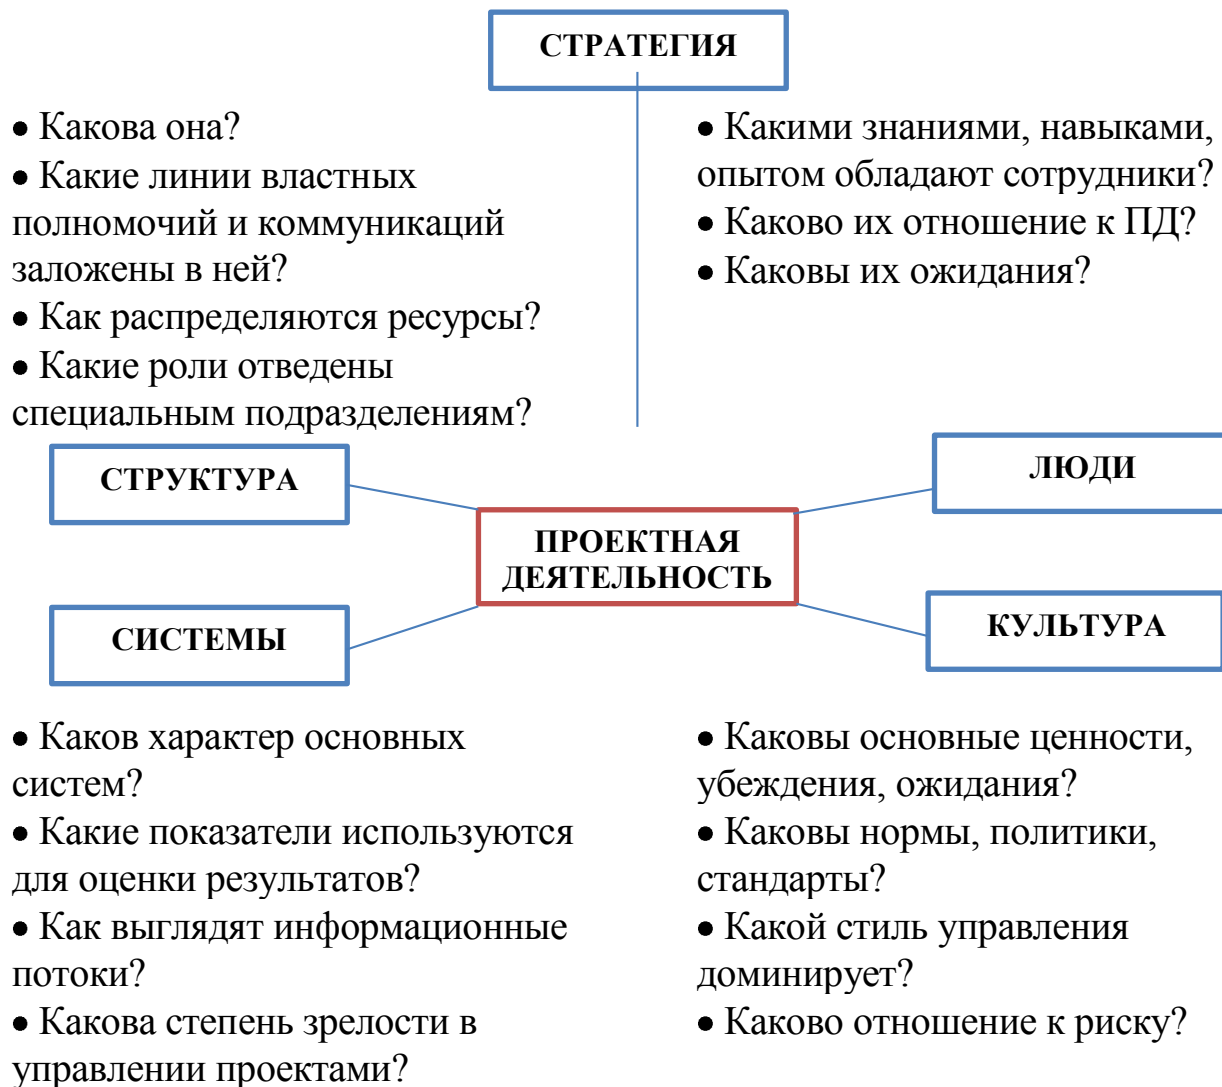 СТРАТЕГИЯ
• Какова она?
• Какие линии властных
полномочий и коммуникаций
заложены в ней?
• Как распределяются ресурсы?
• Какие роли отведены
специальным подразделениям?
• Какими знаниями, навыками,
опытом обладают сотрудники?
• Каково их отношение к ПД?
• Каковы их ожидания?
СТРУКТУРА
ЛЮДИ
ПРОЕКТНАЯ
ДЕЯТЕЛЬНОСТЬ
СИСТЕМЫ
КУЛЬТУРА
• Каков характер основных
систем?
• Какие показатели используются
для оценки результатов?
• Как выглядят информационные
потоки?
• Какова степень зрелости в
управлении проектами?
• Каковы основные ценности,
убеждения, ожидания?
• Каковы нормы, политики,
стандарты?
• Какой стиль управления
доминирует?
• Каково отношение к риску?